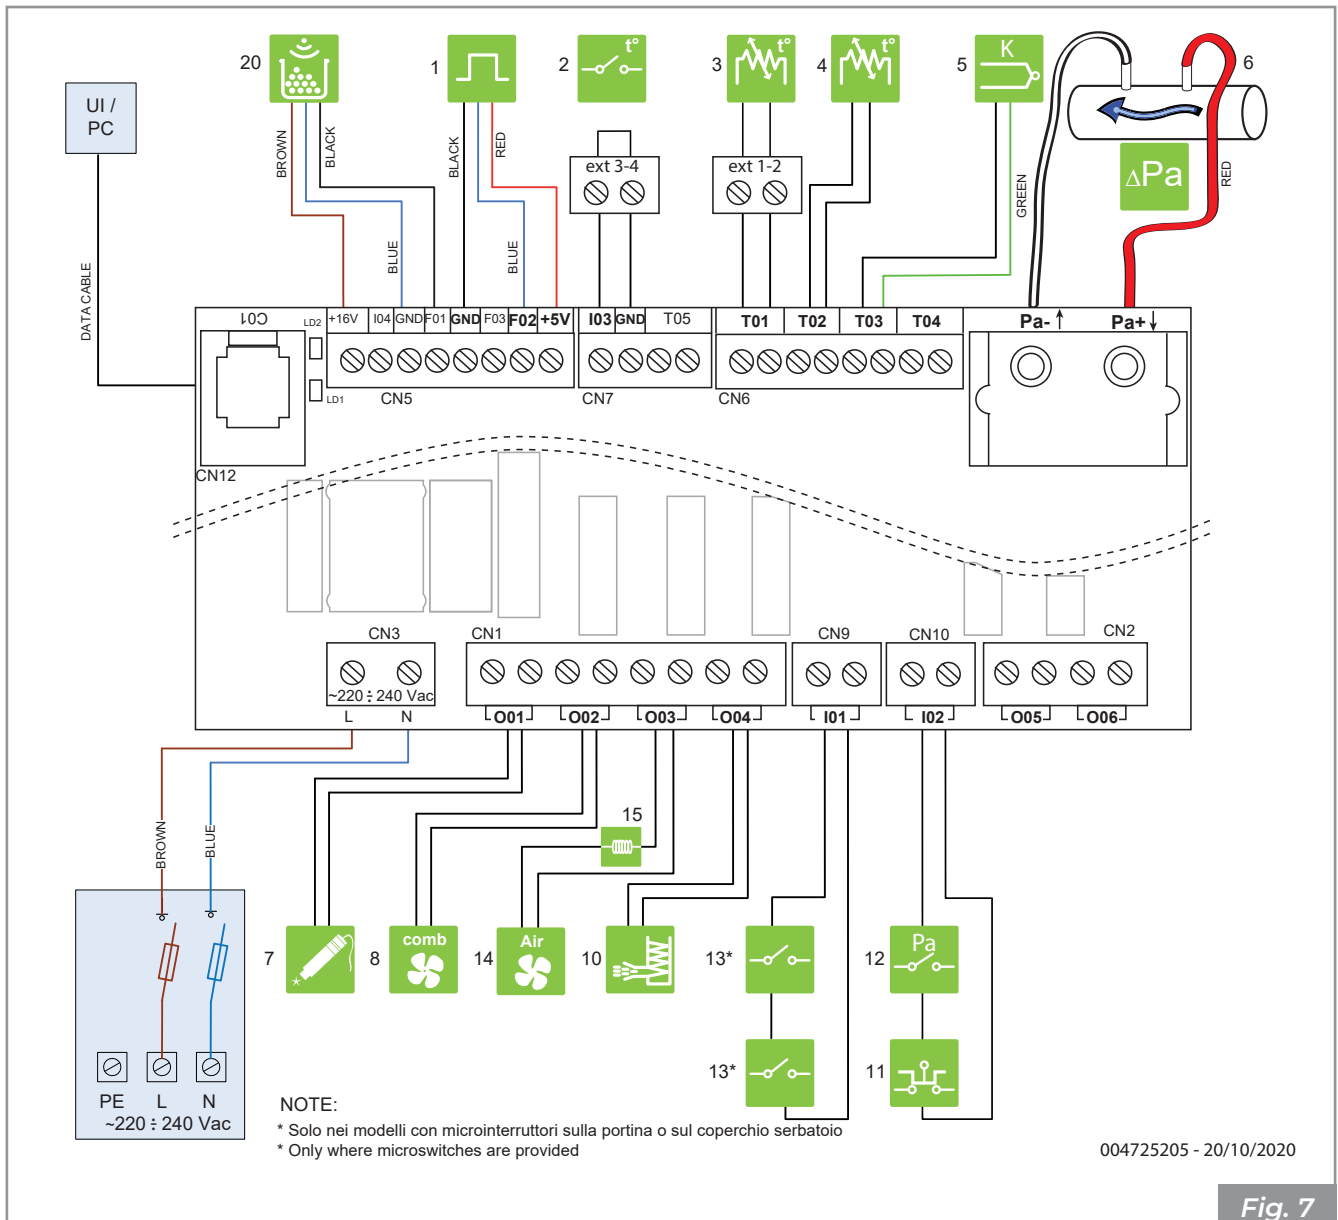 20
1
2
t°
3
t°
4
t°
5
K
6
UI /
PC
BROWN
BLACK
BLUE
BLACK
RED
BLUE
ext 3-4
ext 1-2
GREEN
ΔPa
RED
DATA CABLE
C01
LD2
LD1
+16V
I04
GND
F01
GND
F03
F02
+5V
I03
GND
T05
T01
T02
T03
T04
Pa- ↑
Pa+ ↓
CN5
CN7
CN6
CN12
CN3
CN1
CN9
CN10
CN2
~220 ÷ 240 Vac
L
N
O01
O02
O03
O04
I01
I02
O05
O06
BROWN
BLUE
15
7
8
comb
14
Air
10
13*
12
Pa
13*
11
PE
L
N
~220 ÷ 240 Vac
NOTE:
* Solo nei modelli con microinterruttori sulla portina o sul coperchio serbatoio
* Only where microswitches are provided
004725205 - 20/10/2020
Fig. 7